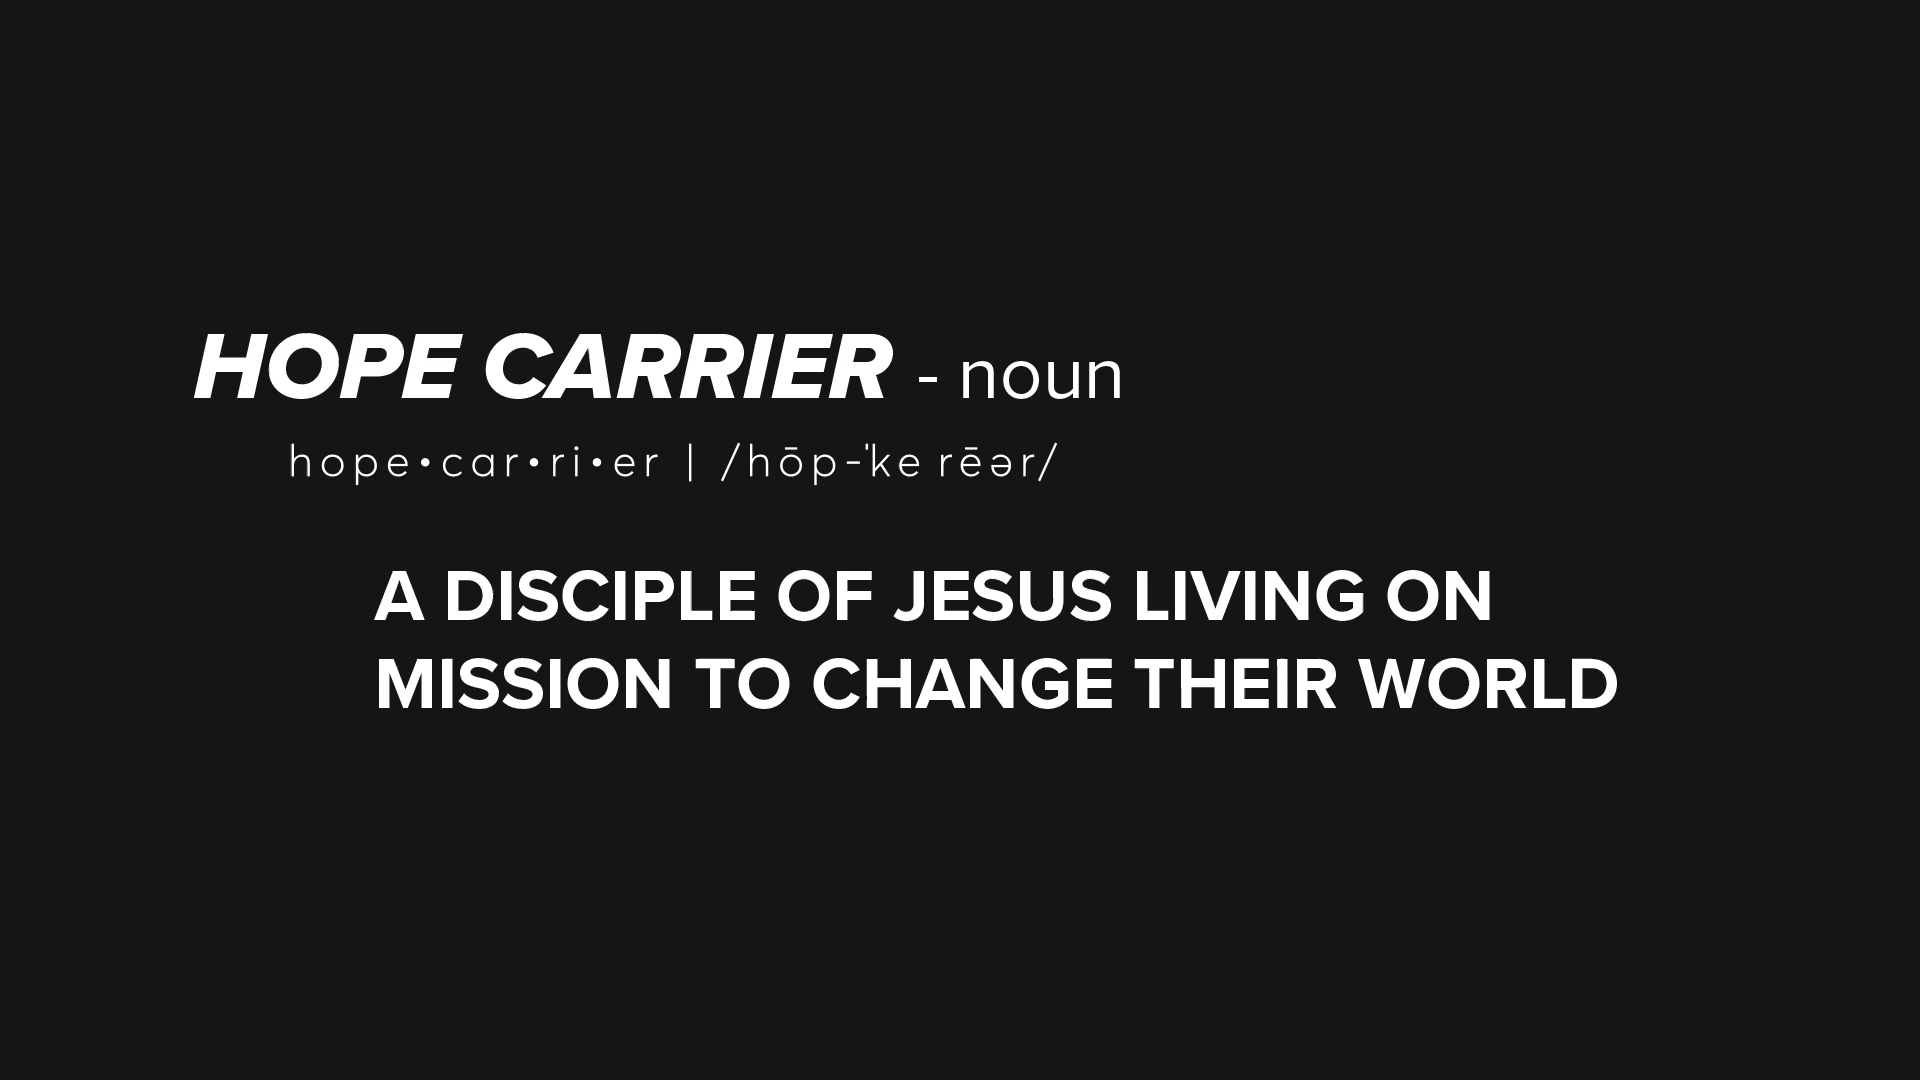 HOPE CARRIER - noun
hope•car•ri•er | /hōp-ˈke rēər/
A DISCIPLE OF JESUS LIVING ON
MISSION TO CHANGE THEIR WORLD